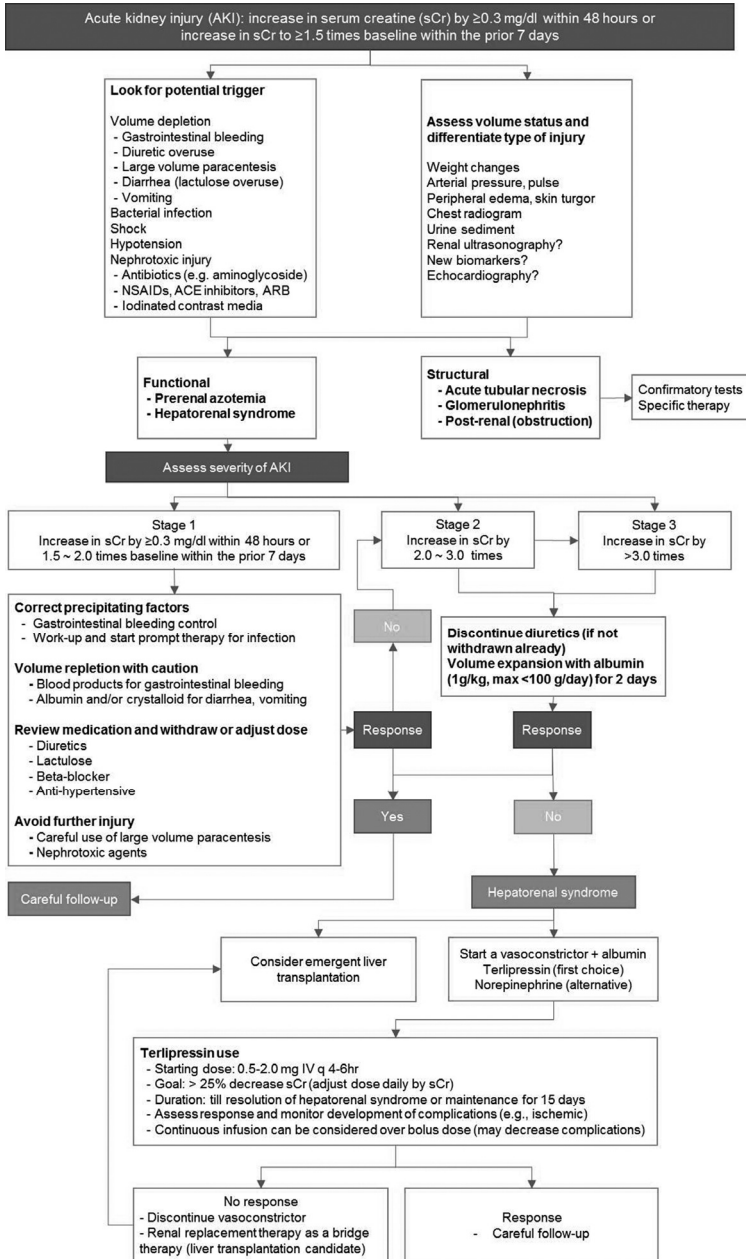 Acute kidney injury (AKI): increase in serum creatine (sCr) by ≥0.3 mg/dl within 48 hours or
increase in sCr to ≥1.5 times baseline within the prior 7 days
Look for potential trigger
Volume depletion
- Gastrointestinal bleeding
- Diuretic overuse
- Large volume paracentesis
- Diarrhea (lactulose overuse)
- Vomiting
Bacterial infection
Shock
Hypotension
Nephrotoxic injury
- Antibiotics (e.g. aminoglycoside)
- NSAIDs, ACE inhibitors, ARB
- Iodinated contrast media
Assess volume status and
differentiate type of injury
Weight changes
Arterial pressure, pulse
Peripheral edema, skin turgor
Chest radiogram
Urine sediment
Renal ultrasonography?
New biomarkers?
Echocardiography?
Functional
- Prerenal azotemia
- Hepatorenal syndrome
Structural
- Acute tubular necrosis
- Glomerulonephritis
- Post-renal (obstruction)
Confirmatory tests
Specific therapy
Assess severity of AKI
Stage 1
Increase in sCr by ≥0.3 mg/dl within 48 hours or
1.5 ~ 2.0 times baseline within the prior 7 days
Stage 2
Increase in sCr by
2.0 ~ 3.0 times
Stage 3
Increase in sCr by
>3.0 times
Correct precipitating factors
- Gastrointestinal bleeding control
- Work-up and start prompt therapy for infection
Volume repletion with caution
- Blood products for gastrointestinal bleeding
- Albumin and/or crystalloid for diarrhea, vomiting
Review medication and withdraw or adjust dose
- Diuretics
- Lactulose
- Beta-blocker
- Anti-hypertensive
Avoid further injury
- Careful use of large volume paracentesis
- Nephrotoxic agents
No
Discontinue diuretics (if not
withdrawn already)
Volume expansion with albumin
(1g/kg, max <100 g/day) for 2 days
Response
Response
Yes
No
Careful follow-up
Hepatorenal syndrome
Consider emergent liver
transplantation
Start a vasoconstrictor + albumin
Terlipressin (first choice)
Norepinephrine (alternative)
Terlipressin use
- Starting dose: 0.5-2.0 mg IV q 4-6hr
- Goal: > 25% decrease sCr (adjust dose daily by sCr)
- Duration: till resolution of hepatorenal syndrome or maintenance for 15 days
- Assess response and monitor development of complications (e.g., ischemic)
- Continuous infusion can be considered over bolus dose (may decrease complications)
No response
- Discontinue vasoconstrictor
- Renal replacement therapy as a bridge
therapy (liver transplantation candidate)
Response
- Careful follow-up